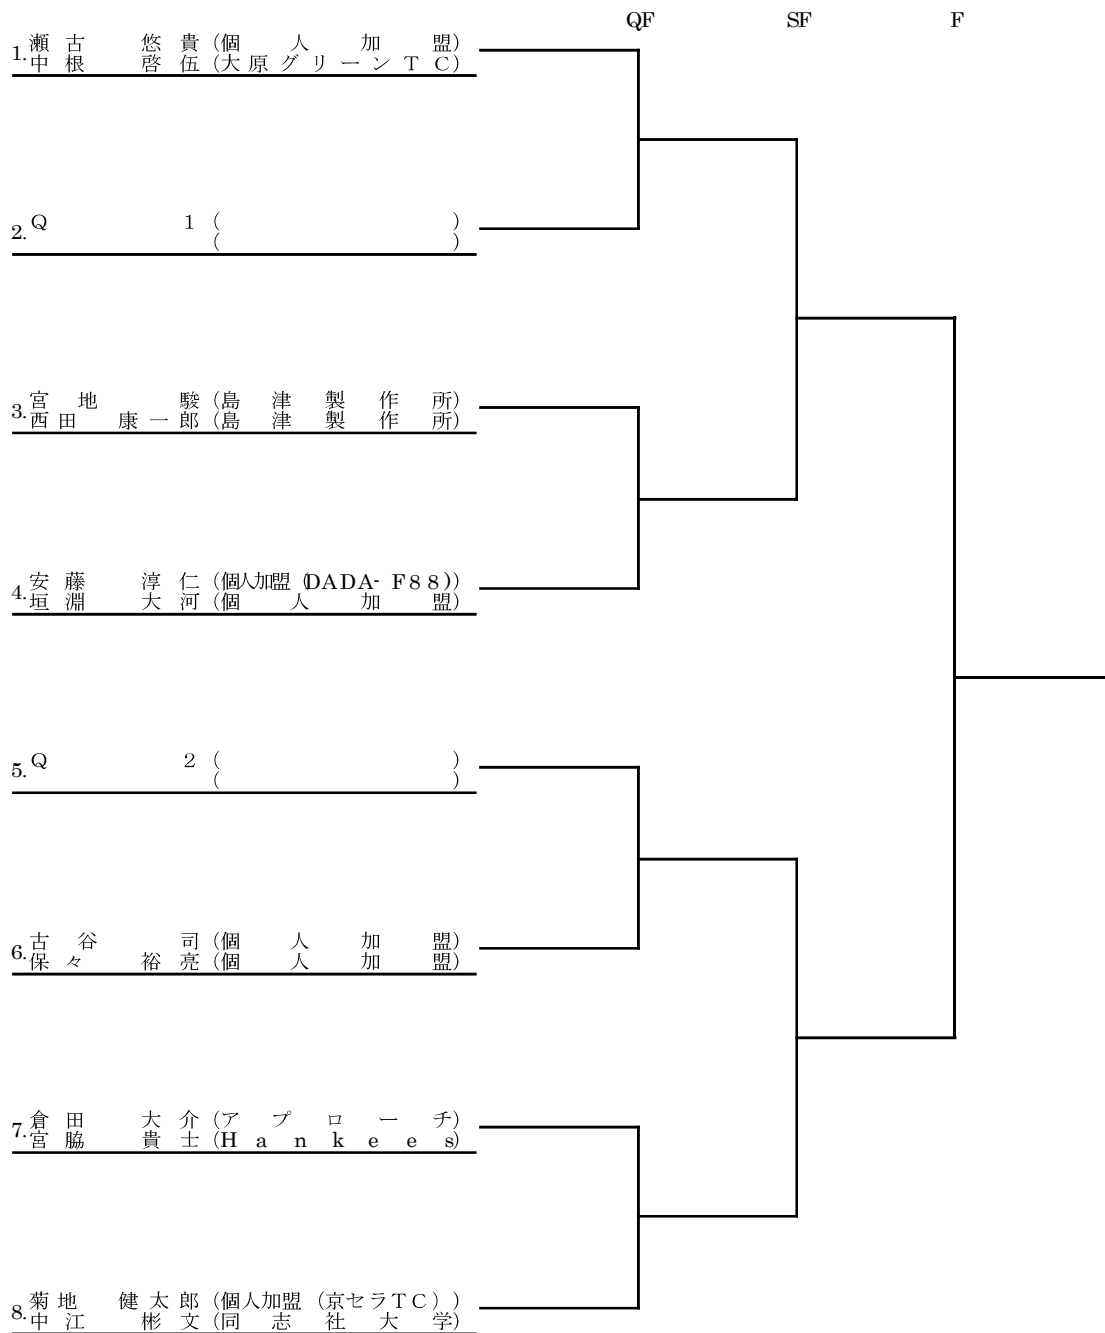 QF SF F
1. 瀬古 悠貴 (個人加盟)
中根 啓伍 (大原グリーンTC)
2. Q 1 ( )
( )
3. 宮地 駿 (島津製作所)
西田 康一郎 (島津製作所)
4. 安藤 淳仁 (個人加盟(DADA-F88))
垣淵 大河 (個人加盟)
5. Q 2 ( )
( )
6. 古谷 司 (個人加盟)
保々 裕亮 (個人加盟)
7. 倉田 大介 (アプローチ)
宮脇 貴士 (Hankees)
8. 菊地 健太郎 (個人加盟(京セラTC))
中江 彬文 (同志社大学)